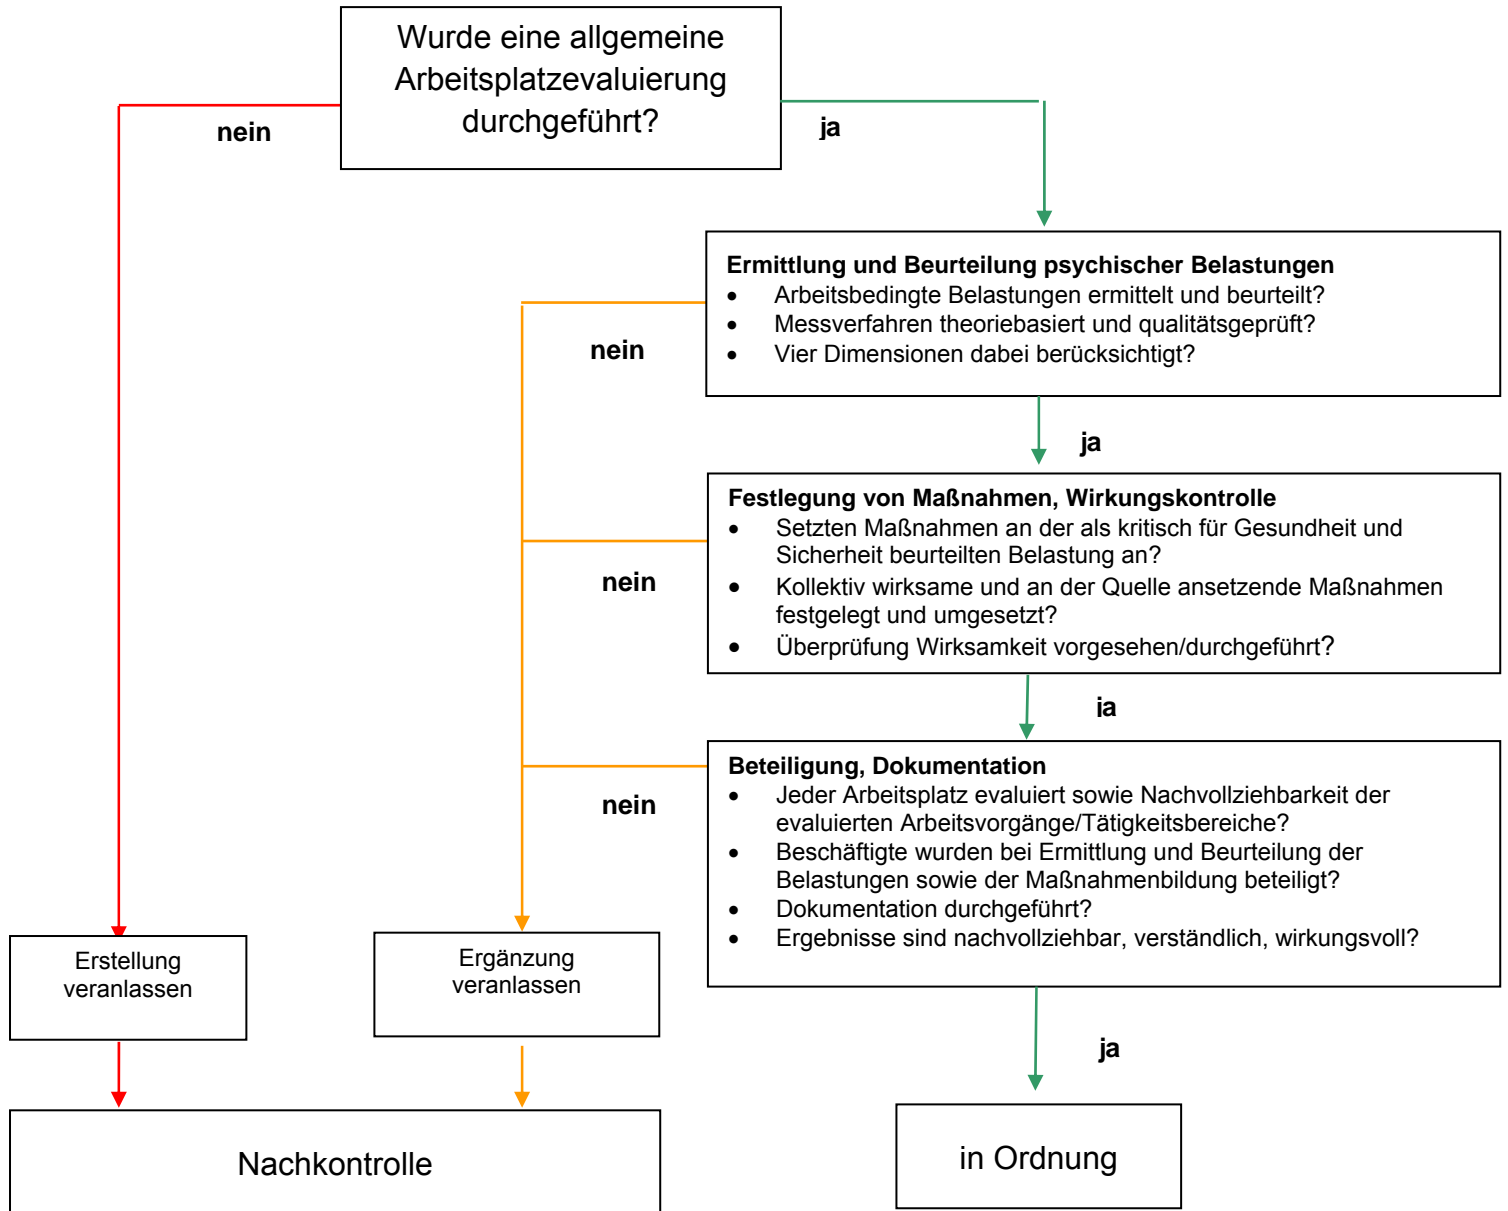 Wurde eine allgemeine
Arbeitsplatzevaluierung
durchgeführt?
nein
ja
Ermittlung und Beurteilung psychischer Belastungen
• Arbeitsbedingte Belastungen ermittelt und beurteilt?
• Messverfahren theoriebasiert und qualitätsgeprüft?
• Vier Dimensionen dabei berücksichtigt?
nein
ja
Festlegung von Maßnahmen, Wirkungskontrolle
• Setzten Maßnahmen an der als kritisch für Gesundheit und
Sicherheit beurteilten Belastung an?
• Kollektiv wirksame und an der Quelle ansetzende Maßnahmen
festgelegt und umgesetzt?
• Überprüfung Wirksamkeit vorgesehen/durchgeführt?
nein
ja
Beteiligung, Dokumentation
• Jeder Arbeitsplatz evaluiert sowie Nachvollziehbarkeit der
evaluierten Arbeitsvorgänge/Tätigkeitsbereiche?
• Beschäftigte wurden bei Ermittlung und Beurteilung der
Belastungen sowie der Maßnahmenbildung beteiligt?
• Dokumentation durchgeführt?
• Ergebnisse sind nachvollziehbar, verständlich, wirkungsvoll?
nein
ja
Erstellung
veranlassen
Ergänzung
veranlassen
Nachkontrolle
in Ordnung